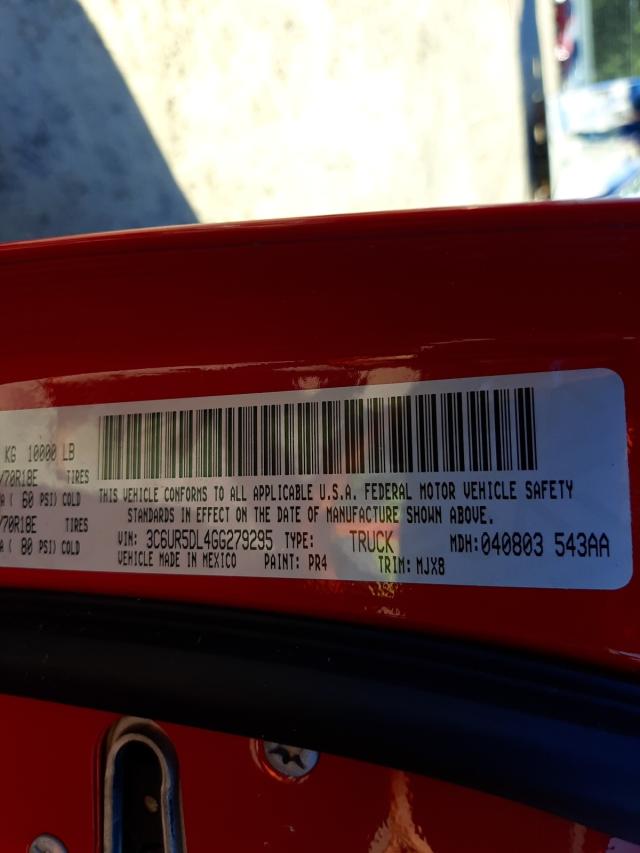 KG 10000 LB
/70R18E TIRES
A ( 60 PSI) COLD
/70R18E TIRES
A ( 80 PSI) COLD
THIS VEHICLE CONFORMS TO ALL APPLICABLE U.S.A. FEDERAL MOTOR VEHICLE SAFETY
STANDARDS IN EFFECT ON THE DATE OF MANUFACTURE SHOWN ABOVE.
VIN: 3C6UR5DL4GG279295 TYPE: TRUCK MDH:040803 543AA
VEHICLE MADE IN MEXICO PAINT: PR4 TRIM: MJX8